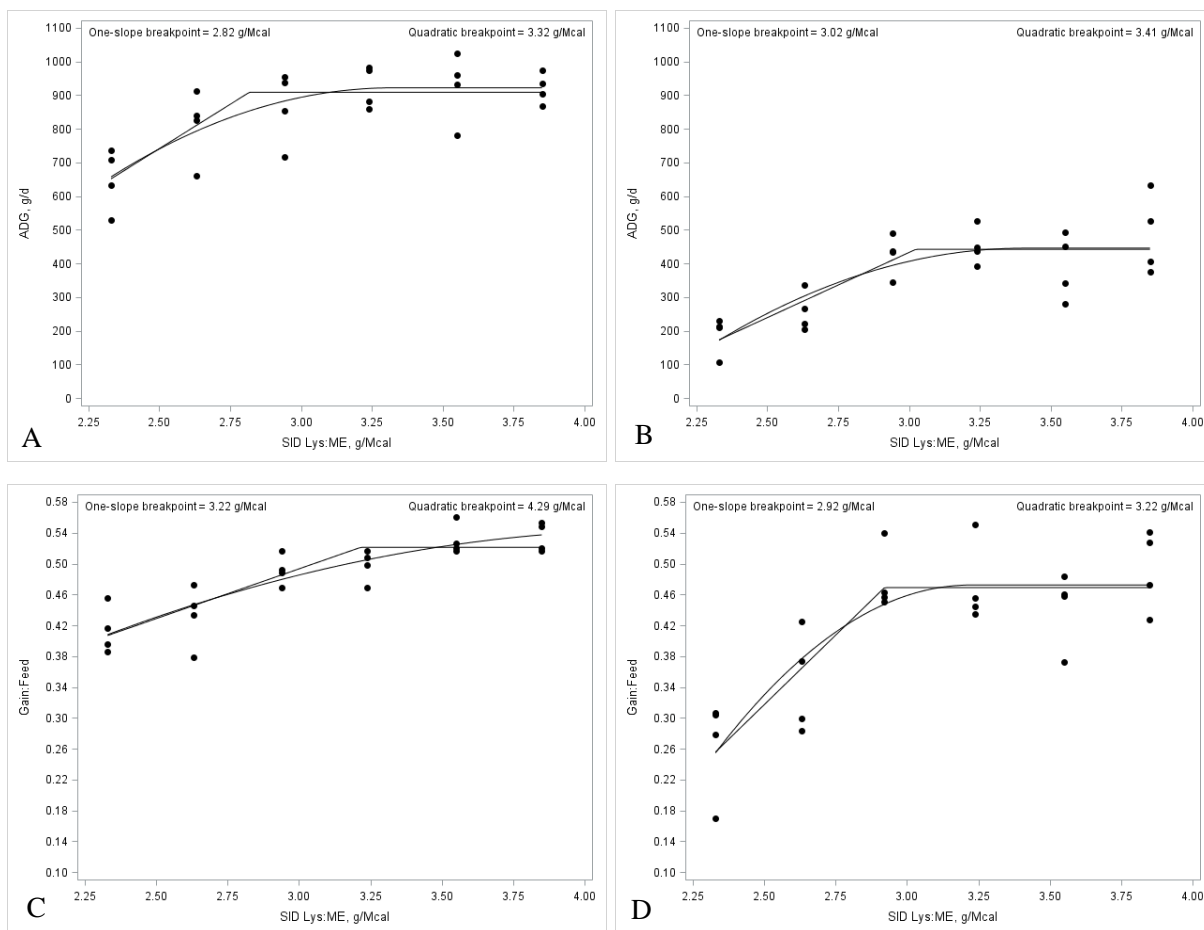 One-slope breakpoint = 2.82 g/Mcal
Quadratic breakpoint = 3.32 g/Mcal
1100
1000
900
800
700
600
500
400
300
200
100
0
ADG, g/d
2.25 2.50 2.75 3.00 3.25 3.50 3.75 4.00
SID Lys:ME, g/Mcal
A
One-slope breakpoint = 3.02 g/Mcal
Quadratic breakpoint = 3.41 g/Mcal
1100
1000
900
800
700
600
500
400
300
200
100
0
ADG, g/d
2.25 2.50 2.75 3.00 3.25 3.50 3.75 4.00
SID Lys:ME, g/Mcal
B
One-slope breakpoint = 3.22 g/Mcal
Quadratic breakpoint = 4.29 g/Mcal
0.58
0.54
0.50
0.46
0.42
0.38
0.34
0.30
0.26
0.22
0.18
0.14
0.10
Gain:Feed
2.25 2.50 2.75 3.00 3.25 3.50 3.75 4.00
SID Lys:ME, g/Mcal
C
One-slope breakpoint = 2.92 g/Mcal
Quadratic breakpoint = 3.22 g/Mcal
0.58
0.54
0.50
0.46
0.42
0.38
0.34
0.30
0.26
0.22
0.18
0.14
0.10
Gain:Feed
2.25 2.50 2.75 3.00 3.25 3.50 3.75 4.00
SID Lys:ME, g/Mcal
D